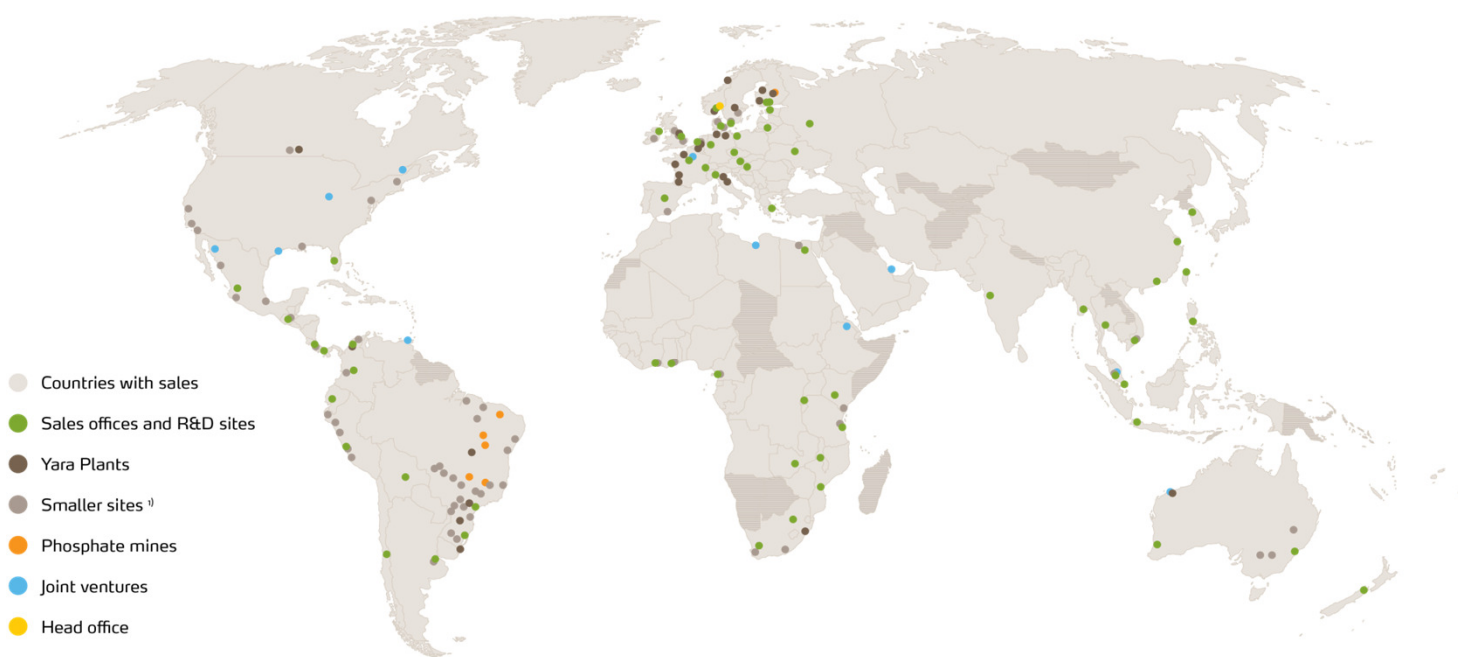 Countries with sales
Sales offices and R&D sites
Yara Plants
Smaller sites ¹⁾
Phosphate mines
Joint ventures
Head office